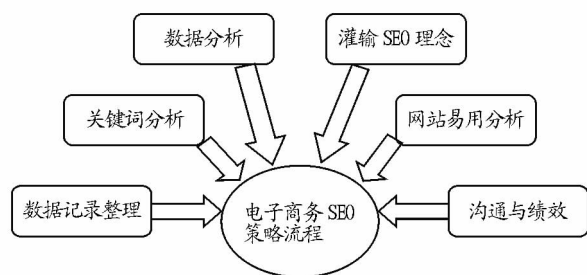 数据分析
灌输SEO理念
关键词分析
网站易用分析
数据记录整理
电子商务SEO
策略流程
沟通与绩效